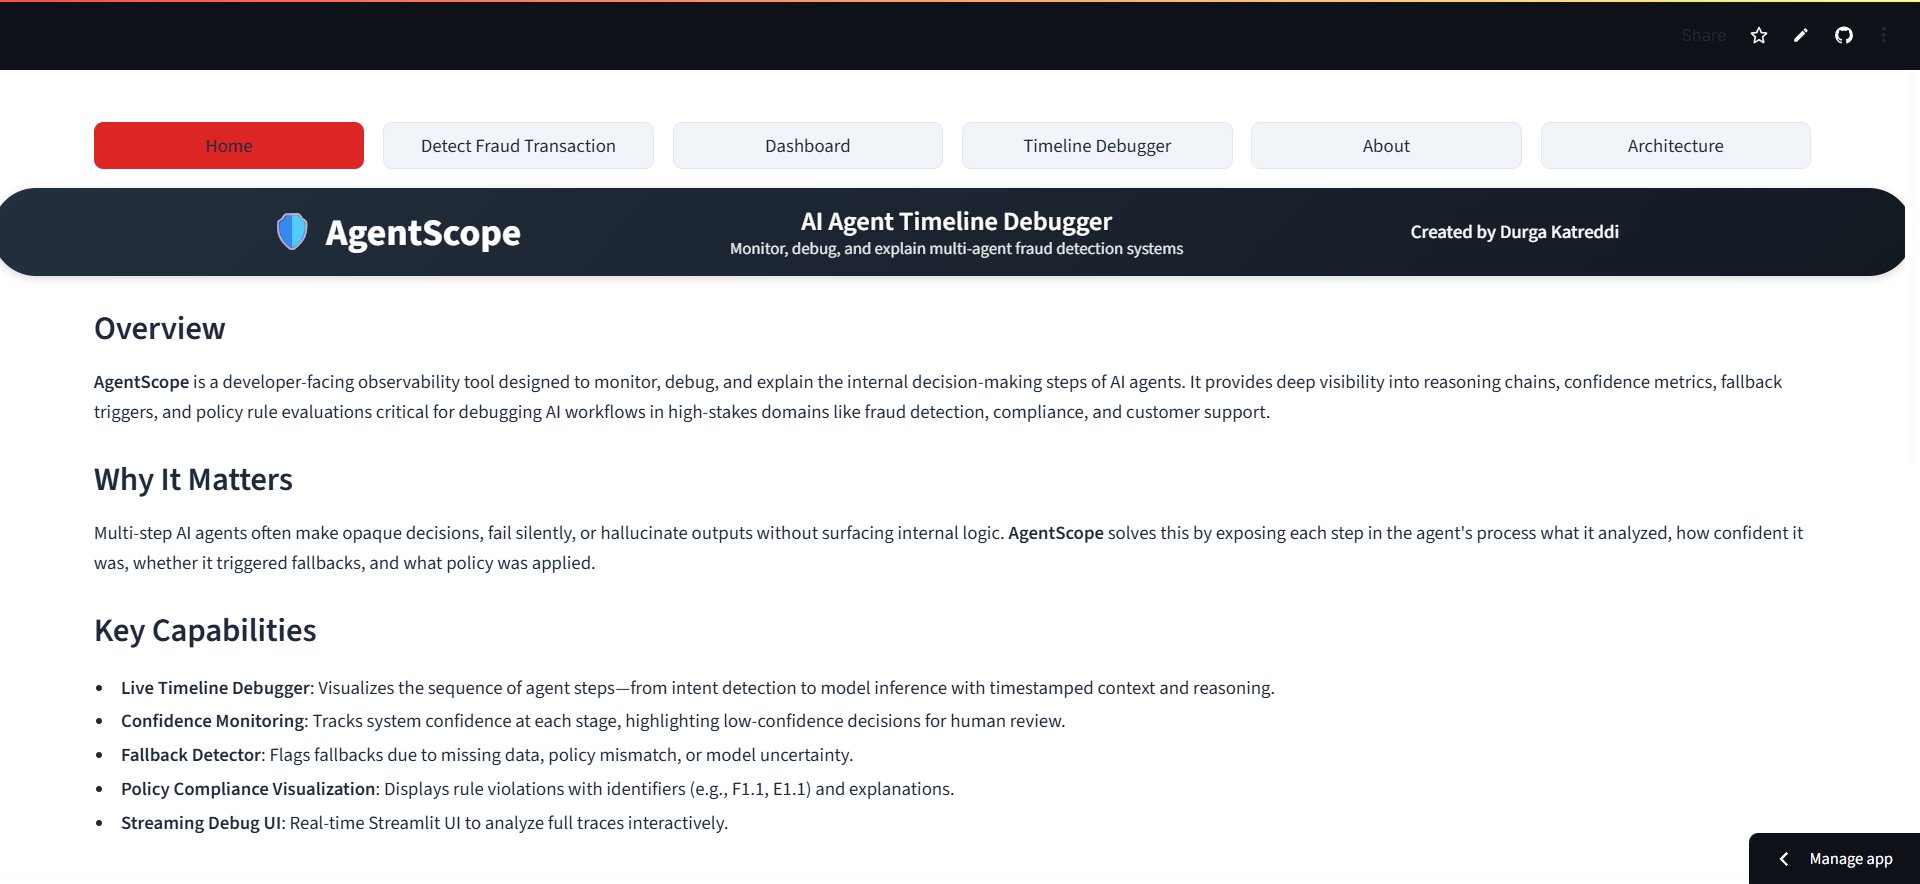 Share
Home
Detect Fraud Transaction
Dashboard
Timeline Debugger
About
Architecture
AgentScope
AI Agent Timeline Debugger
Monitor, debug, and explain multi-agent fraud detection systems
Created by Durga Katreddi
Overview
AgentScope is a developer-facing observability tool designed to monitor, debug, and explain the internal decision-making steps of AI agents. It provides deep visibility into reasoning chains, confidence metrics, fallback
triggers, and policy rule evaluations critical for debugging AI workflows in high-stakes domains like fraud detection, compliance, and customer support.
Why It Matters
Multi-step AI agents often make opaque decisions, fail silently, or hallucinate outputs without surfacing internal logic. AgentScope solves this by exposing each step in the agent's process what it analyzed, how confident it
was, whether it triggered fallbacks, and what policy was applied.
Key Capabilities
• Live Timeline Debugger: Visualizes the sequence of agent steps—from intent detection to model inference with timestamped context and reasoning.
• Confidence Monitoring: Tracks system confidence at each stage, highlighting low-confidence decisions for human review.
• Fallback Detector: Flags fallbacks due to missing data, policy mismatch, or model uncertainty.
• Policy Compliance Visualization: Displays rule violations with identifiers (e.g., F1.1, E1.1) and explanations.
• Streaming Debug UI: Real-time Streamlit UI to analyze full traces interactively.
Manage app